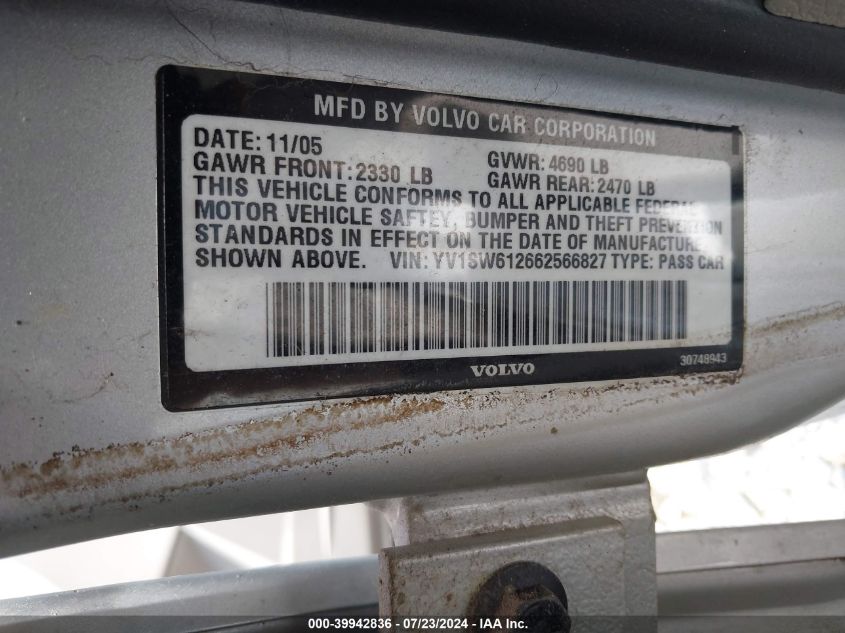 MFD BY VOLVO CAR CORPORATION
DATE: 11/05 GVWR: 4690 LB
GAWR FRONT: 2330 LB GAWR REAR: 2470 LB
THIS VEHICLE CONFORMS TO ALL APPLICABLE FEDERAL
MOTOR VEHICLE SAFTEY, BUMPER AND THEFT PREVENTION
STANDARDS IN EFFECT ON THE DATE OF MANUFACTURE
SHOWN ABOVE. VIN: YV1SW612662566827 TYPE: PASS CAR
30748943
VOLVO
000-39942836 - 07/23/2024 - IMPACT, INC.